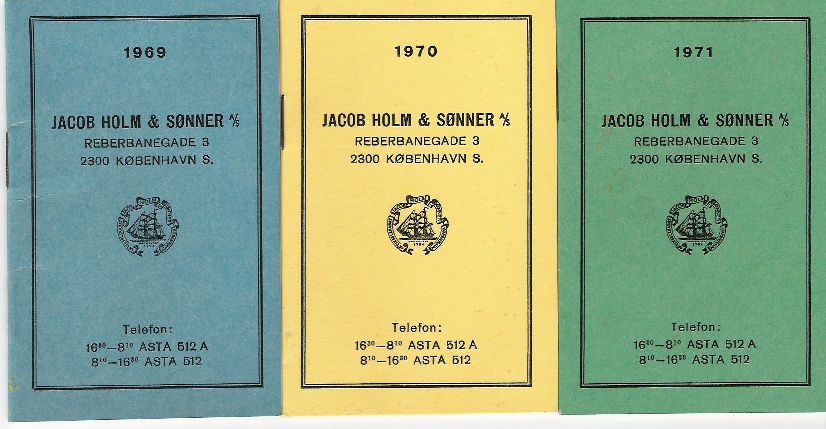 1969
JACOB HOLM & SØNNER A/S
REBERBANEGADE 3
2300 KØBENHAVN S.
Telefon:
16³⁰—8¹⁰ ASTA 512 A
8¹⁰—16³⁰ ASTA 512
1970
JACOB HOLM & SØNNER A/S
REBERBANEGADE 3
2300 KØBENHAVN S.
1794
Telefon:
16³⁰—8¹⁰ ASTA 512 A
8¹⁰—16³⁰ ASTA 512
1971
JACOB HOLM & SØNNER A/S
REBERBANEGADE 3
2300 KØBENHAVN S.
Telefon:
16³⁰—8¹⁰ ASTA 512 A
8¹⁰—16³⁰ ASTA 512